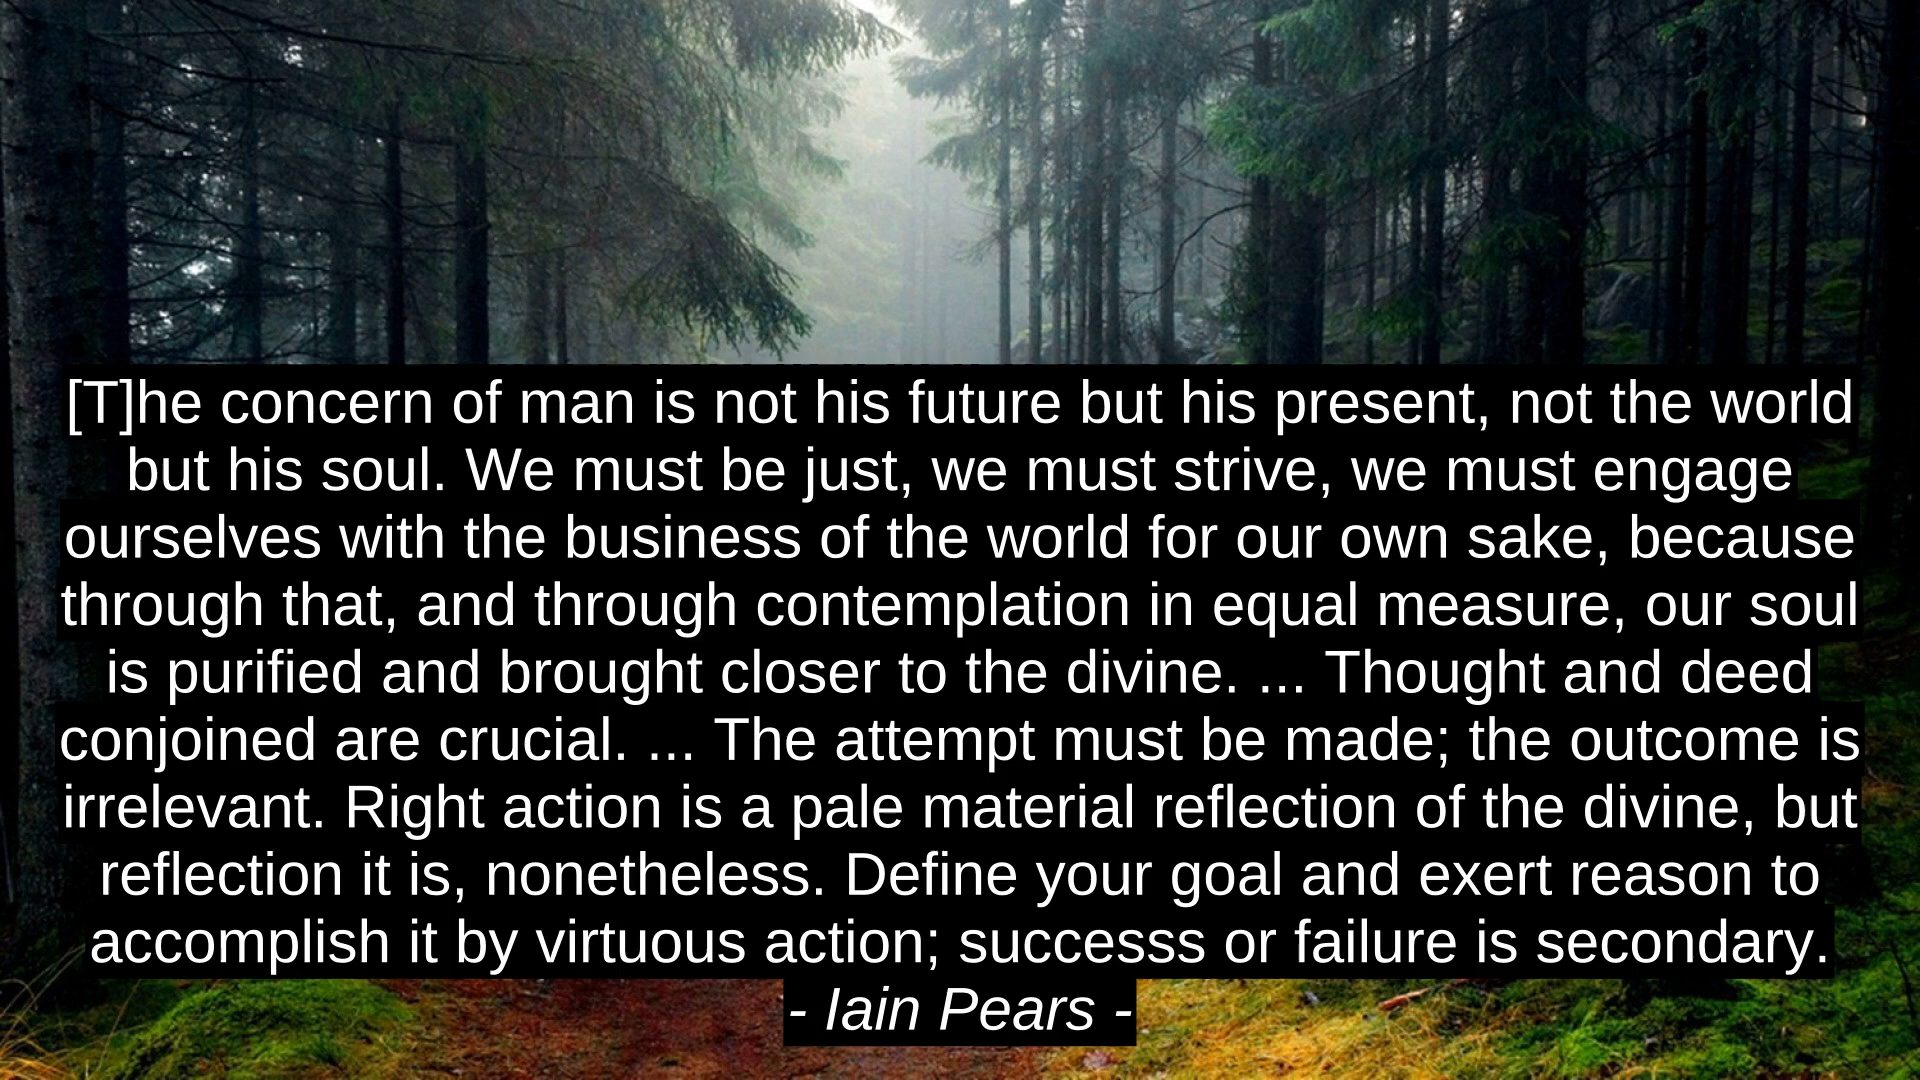 [T]he concern of man is not his future but his present, not the world
but his soul. We must be just, we must strive, we must engage
ourselves with the business of the world for our own sake, because
through that, and through contemplation in equal measure, our soul
is purified and brought closer to the divine. ... Thought and deed
conjoined are crucial. ... The attempt must be made; the outcome is
irrelevant. Right action is a pale material reflection of the divine, but
reflection it is, nonetheless. Define your goal and exert reason to
accomplish it by virtuous action; successs or failure is secondary.
- Iain Pears -